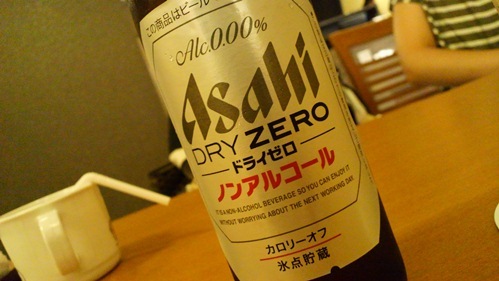 この商品はビール
Alc.0.00%
Asahi
DRY ZERO
ドライゼロ
ノンアルコール
IT IS A NON-ALCOHOL BEVERAGE SO YOU CAN ENJOY IT
WITHOUT WORRYING ABOUT THE NEXT WORKING DAY.
カロリーオフ
氷点貯蔵